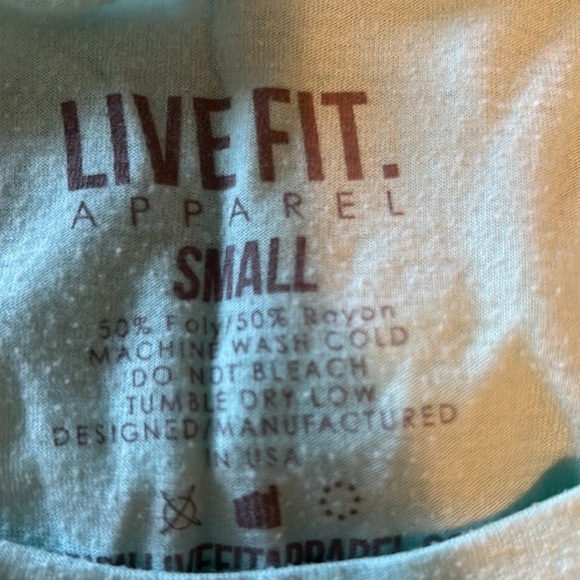 LIVE FIT.
APPAREL
SMALL
50% Poly/50% Rayon
MACHINE WASH COLD
DO NOT BLEACH
TUMBLE DRY LOW
DESIGNED/MANUFACTURED
IN USA